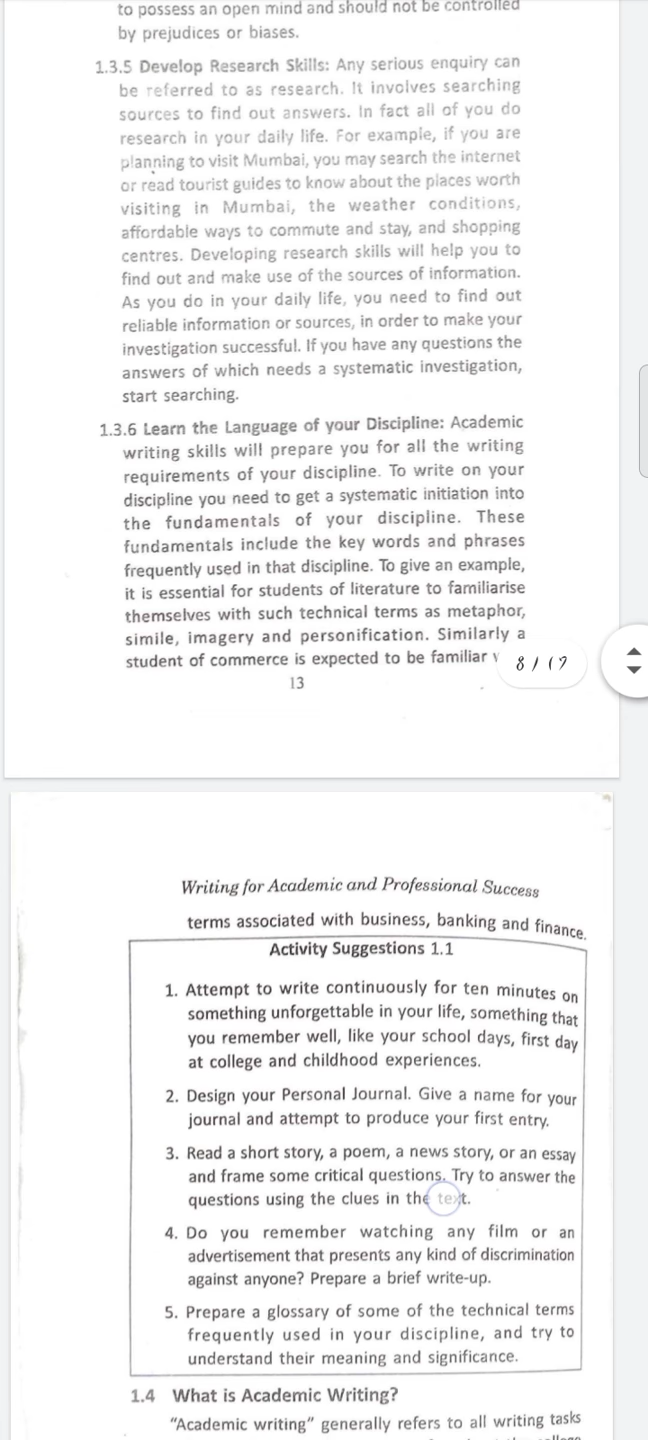 to possess an open mind and should not be controlled
by prejudices or biases.
1.3.5 Develop Research Skills: Any serious enquiry can
be referred to as research. It involves searching
sources to find out answers. In fact all of you do
research in your daily life. For example, if you are
planning to visit Mumbai, you may search the internet
or read tourist guides to know about the places worth
visiting in Mumbai, the weather conditions,
affordable ways to commute and stay, and shopping
centres. Developing research skills will help you to
find out and make use of the sources of information.
As you do in your daily life, you need to find out
reliable information or sources, in order to make your
investigation successful. If you have any questions the
answers of which needs a systematic investigation,
start searching.
1.3.6 Learn the Language of your Discipline: Academic
writing skills will prepare you for all the writing
requirements of your discipline. To write on your
discipline you need to get a systematic initiation into
the fundamentals of your discipline. These
fundamentals include the key words and phrases
frequently used in that discipline. To give an example,
it is essential for students of literature to familiarise
themselves with such technical terms as metaphor,
simile, imagery and personification. Similarly a
student of commerce is expected to be familiar
13
Writing for Academic and Professional Success
terms associated with business, banking and finance.
Activity Suggestions 1.1
1. Attempt to write continuously for ten minutes on
something unforgettable in your life, something that
you remember well, like your school days, first day
at college and childhood experiences.
2. Design your Personal Journal. Give a name for your
journal and attempt to produce your first entry.
3. Read a short story, a poem, a news story, or an essay
and frame some critical questions. Try to answer the
questions using the clues in the text.
4. Do you remember watching any film or an
advertisement that presents any kind of discrimination
against anyone? Prepare a brief write-up.
5. Prepare a glossary of some of the technical terms
frequently used in your discipline, and try to
understand their meaning and significance.
1.4 What is Academic Writing?
"Academic writing" generally refers to all writing tasks